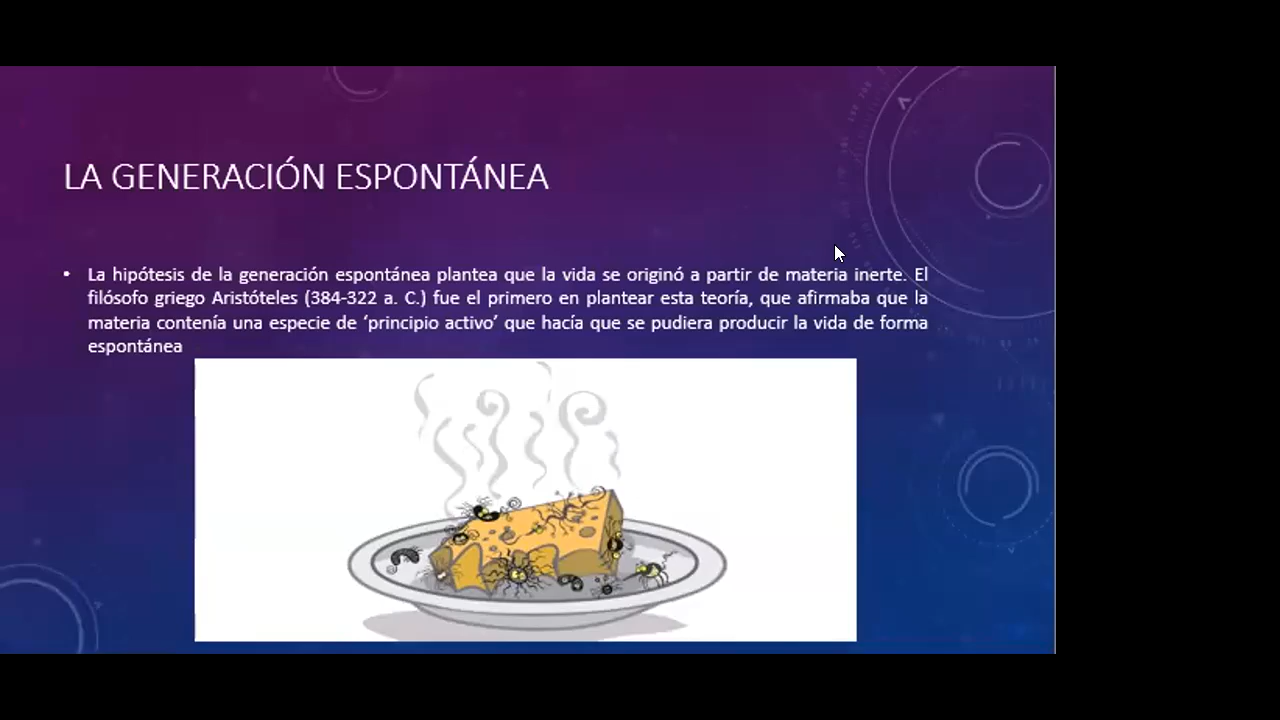 LA GENERACIÓN ESPONTÁNEA
• La hipótesis de la generación espontánea plantea que la vida se originó a partir de materia inerte. El
filósofo griego Aristóteles (384-322 a. C.) fue el primero en plantear esta teoría, que afirmaba que la
materia contenía una especie de ‘principio activo’ que hacía que se pudiera producir la vida de forma
espontánea